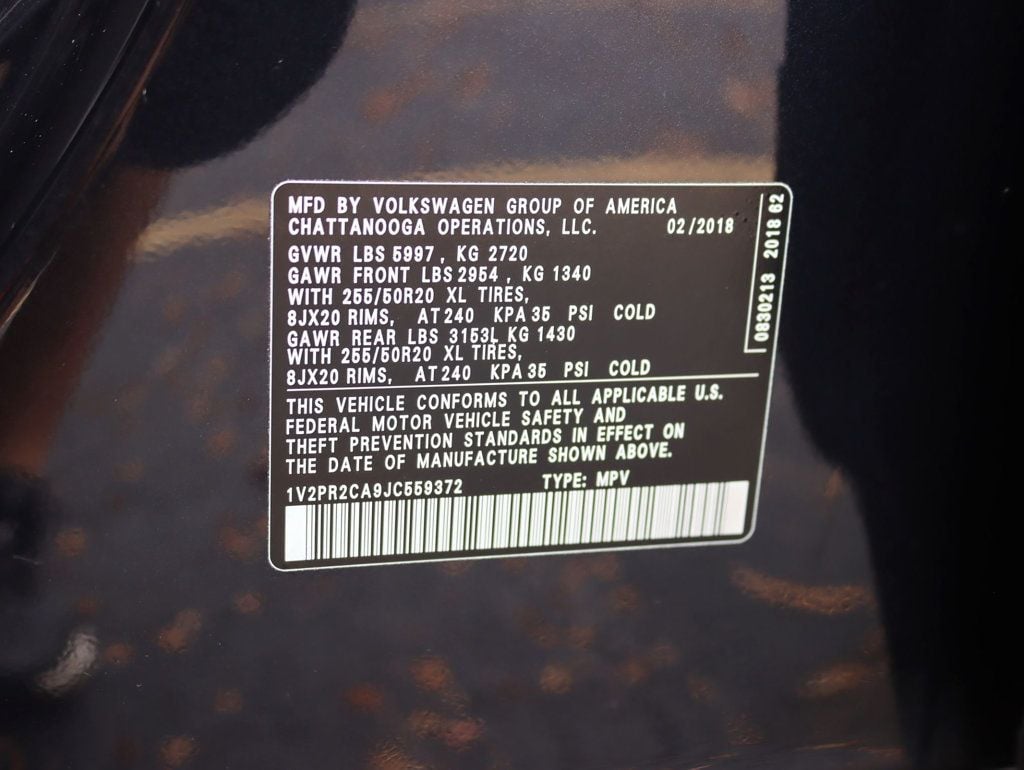 MFD BY VOLKSWAGEN GROUP OF AMERICA
CHATTANOOGA OPERATIONS, LLC. 02/2018
GVWR LBS 5997, KG 2720
GAWR FRONT LBS 2954, KG 1340
WITH 255/50R20 XL TIRES,
8JX20 RIMS, AT 240 KPA 35 PSI COLD
GAWR REAR LBS 3153L KG 1430
WITH 255/50R20 XL TIRES,
8JX20 RIMS, AT 240 KPA 35 PSI COLD
THIS VEHICLE CONFORMS TO ALL APPLICABLE U.S.
FEDERAL MOTOR VEHICLE SAFETY AND
THEFT PREVENTION STANDARDS IN EFFECT ON
THE DATE OF MANUFACTURE SHOWN ABOVE.
1V2PR2CA9JC559372 TYPE: MPV
0830213 2018 62